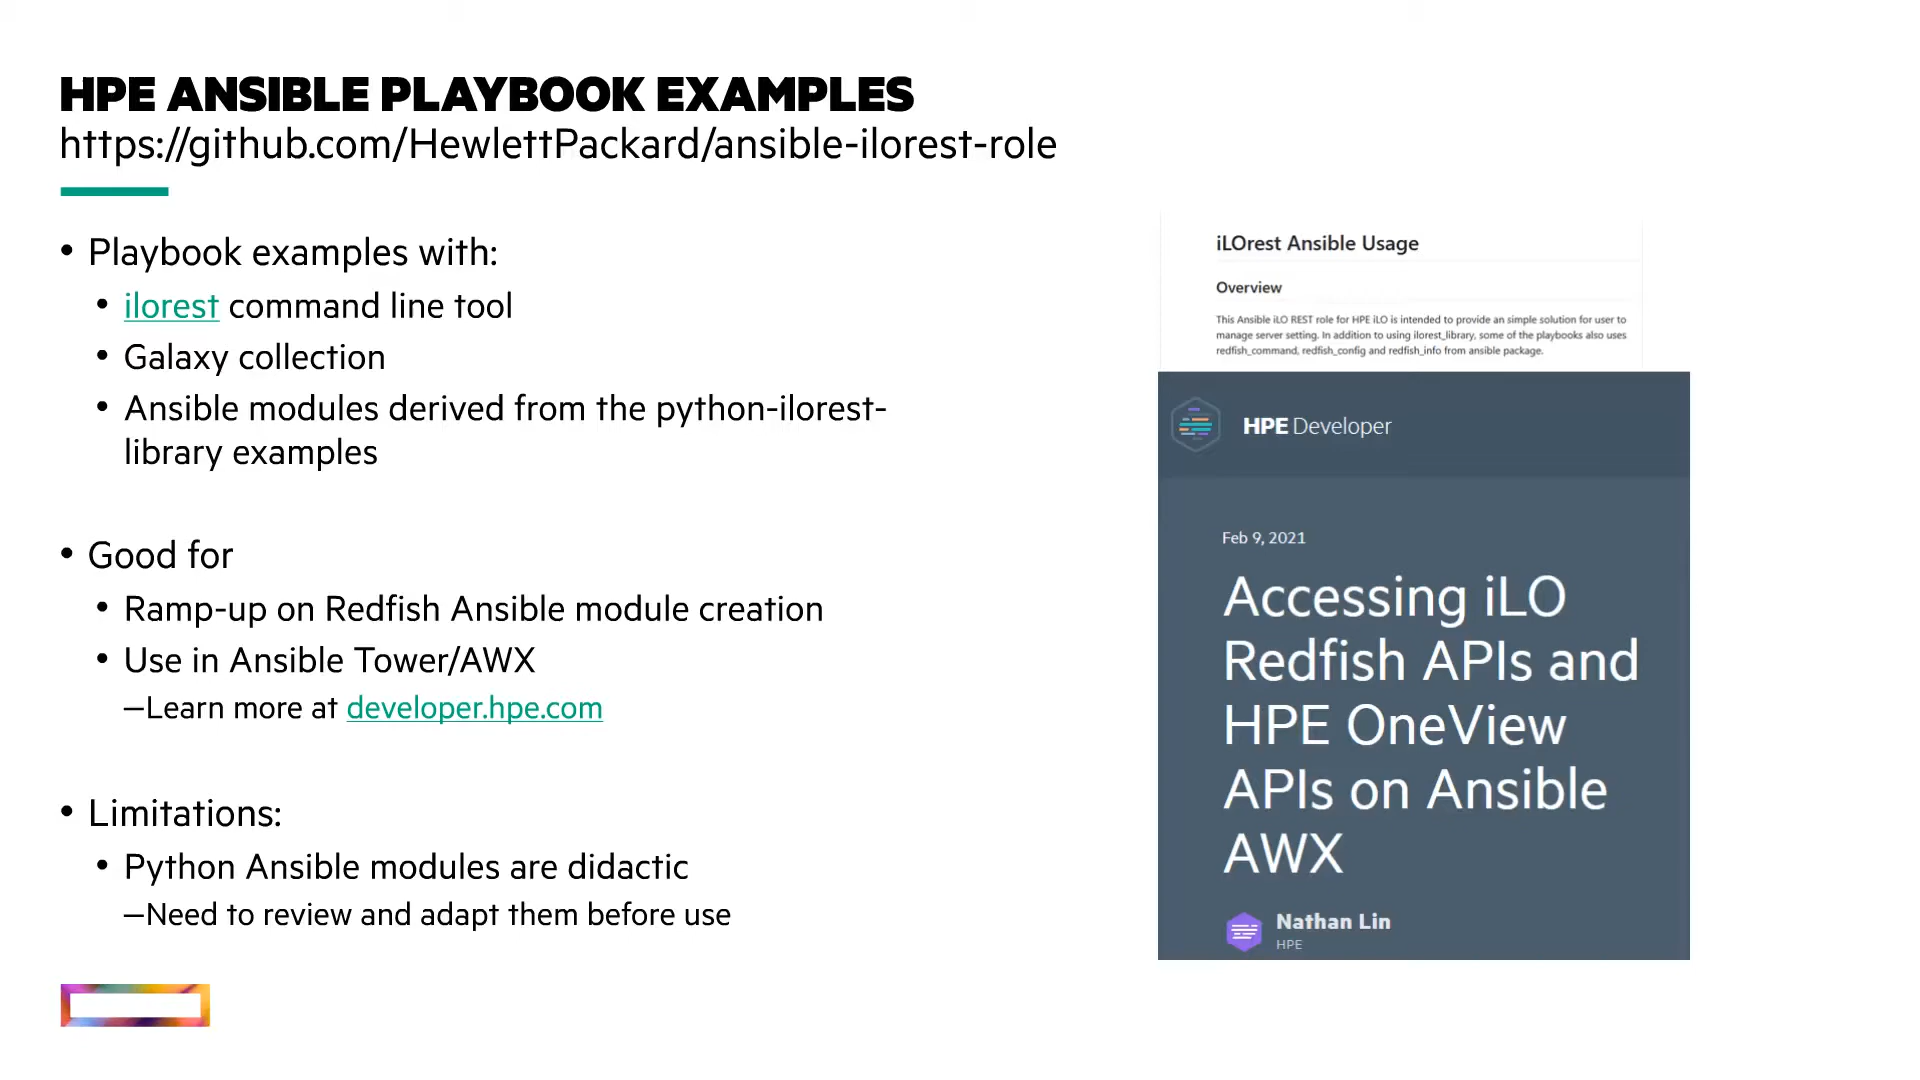 HPE ANSIBLE PLAYBOOK EXAMPLES
https://github.com/HewlettPackard/ansible-ilorest-role
• Playbook examples with:
• ilorest command line tool
• Galaxy collection
• Ansible modules derived from the python-ilorest-
library examples
• Good for
• Ramp-up on Redfish Ansible module creation
• Use in Ansible Tower/AWX
–Learn more at developer.hpe.com
• Limitations:
• Python Ansible modules are didactic
–Need to review and adapt them before use
iLOrest Ansible Usage
Overview
This Ansible iLO REST role for HPE iLO is intended to provide an simple solution for user to
manage server setting. In addition to using ilorest_library, some of the playbooks also uses
redfish_command, redfish_config and redfish_info from ansible package.
HPE Developer
Feb 9, 2021
Accessing iLO
Redfish APIs and
HPE OneView
APIs on Ansible
AWX
Nathan Lin
HPE